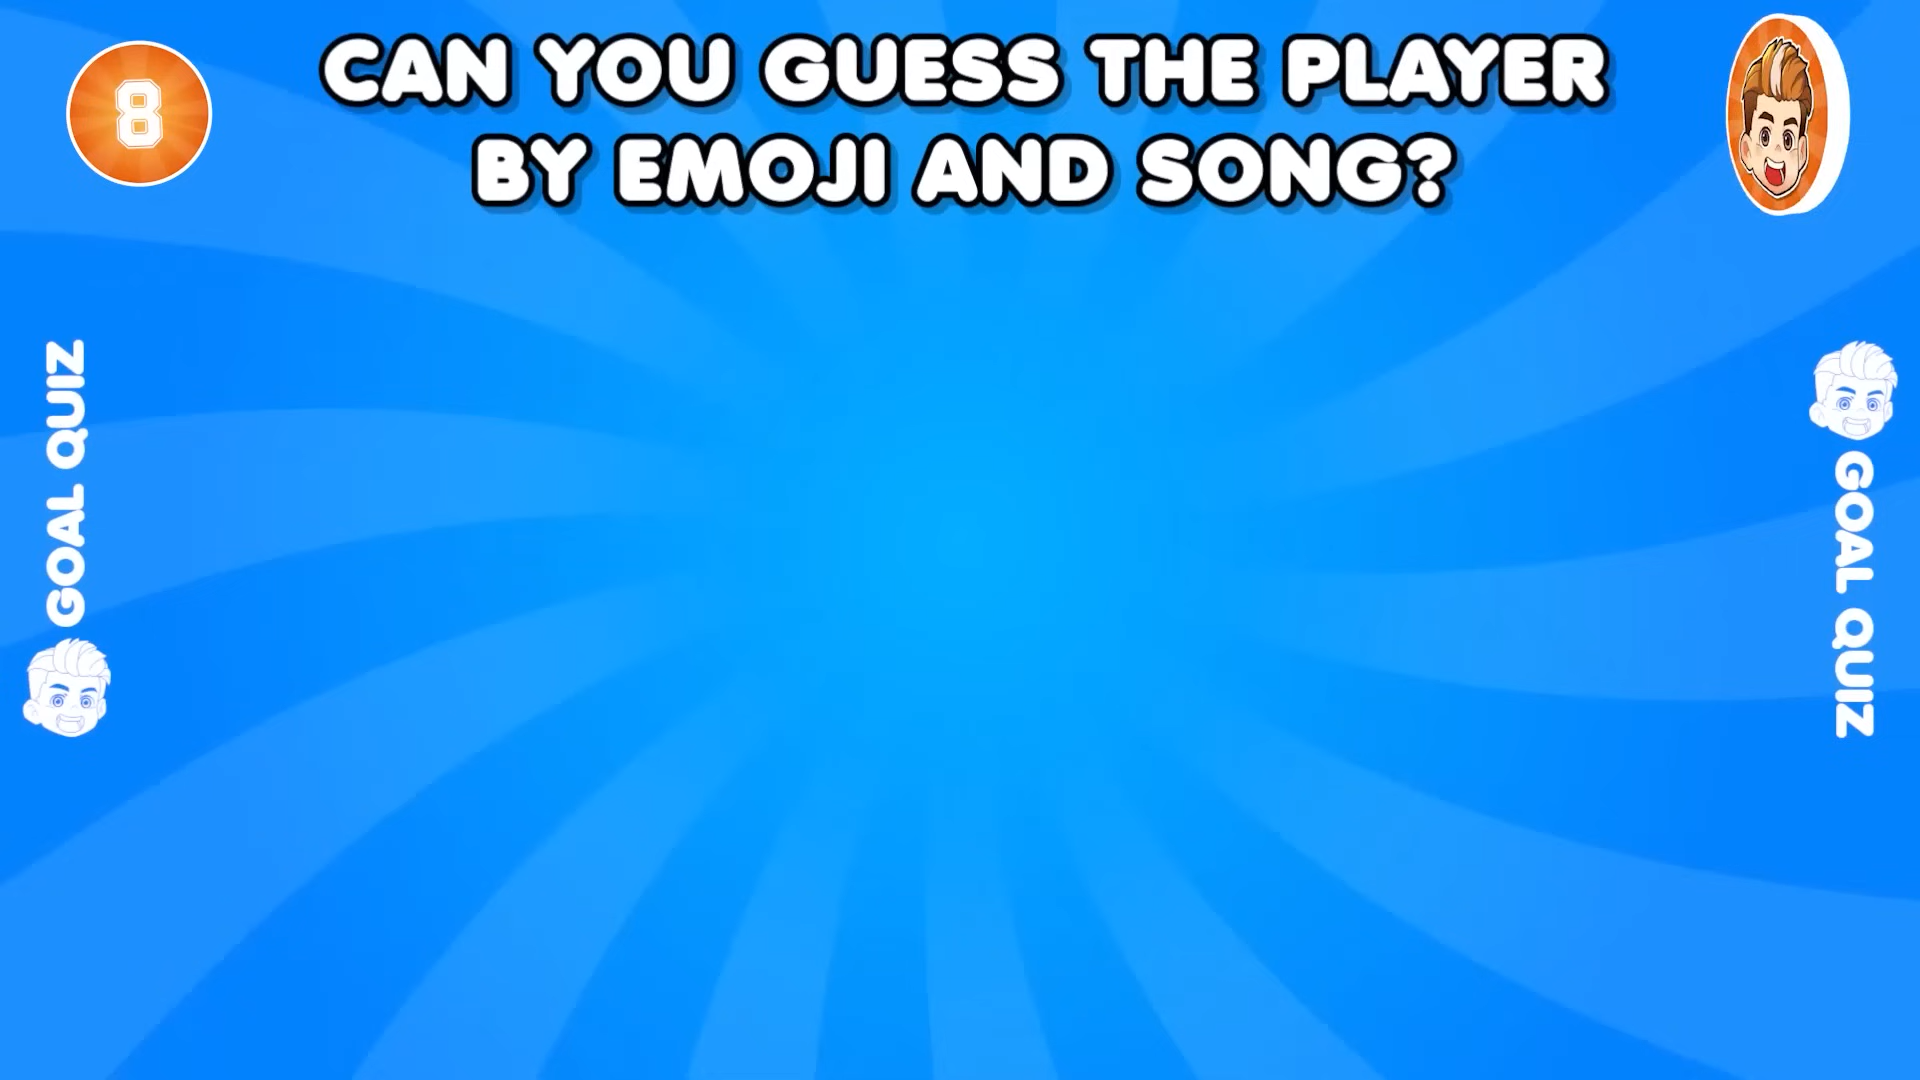 8
CAN YOU GUESS THE PLAYER
BY EMOJI AND SONG?
GOAL QUIZ
GOAL QUIZ